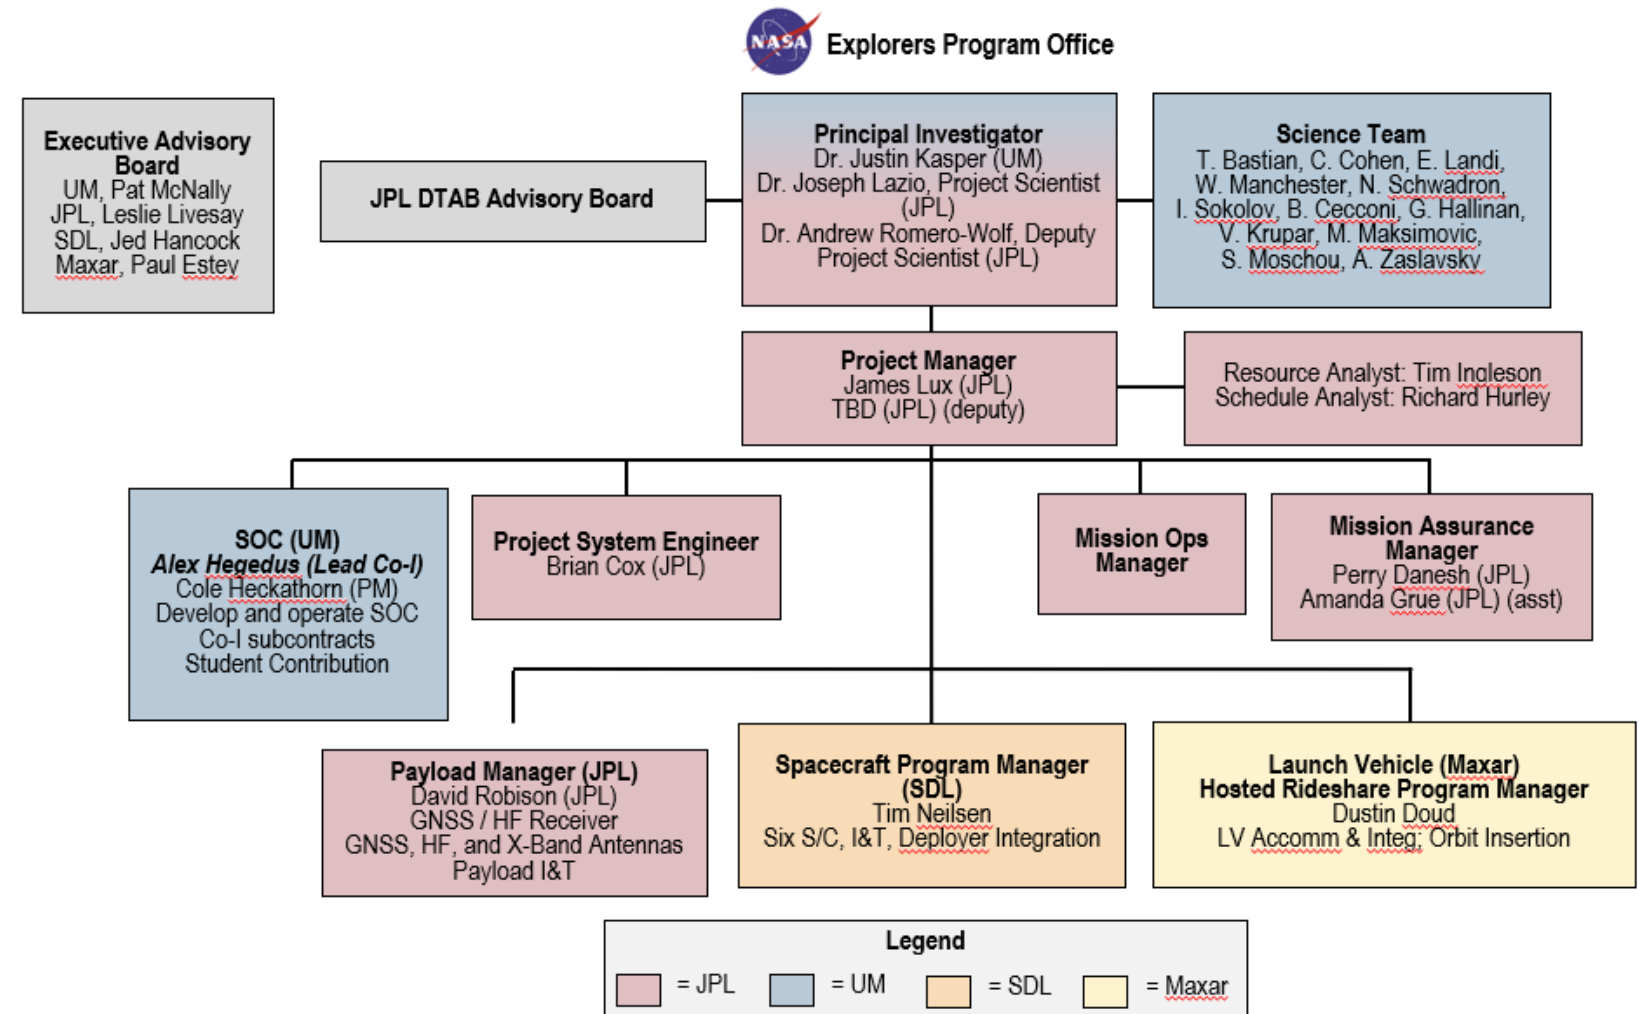 NASA
Explorers Program Office
Executive Advisory
Board
UM, Pat McNally
JPL, Leslie Livesay
SDL, Jed Hancock
Maxar, Paul Estey
JPL DTAB Advisory Board
Principal Investigator
Dr. Justin Kasper (UM)
Dr. Joseph Lazio, Project Scientist
(JPL)
Dr. Andrew Romero-Wolf, Deputy
Project Scientist (JPL)
Science Team
T. Bastian, C. Cohen, E. Landi,
W. Manchester, N. Schwadron,
I. Sokolov, B. Cecconi, G. Hallinan,
V. Krupar, M. Maksimovic,
S. Moschou, A. Zaslavsky
Project Manager
James Lux (JPL)
TBD (JPL) (deputy)
Resource Analyst: Tim Ingleson
Schedule Analyst: Richard Hurley
SOC (UM)
Alex Hegedus (Lead Co-I)
Cole Heckathorn (PM)
Develop and operate SOC
Co-I subcontracts
Student Contribution
Project System Engineer
Brian Cox (JPL)
Mission Ops
Manager
Mission Assurance
Manager
Perry Danesh (JPL)
Amanda Grue (JPL) (asst)
Payload Manager (JPL)
David Robison (JPL)
GNSS / HF Receiver
GNSS, HF, and X-Band Antennas
Payload I&T
Spacecraft Program Manager
(SDL)
Tim Neilsen
Six S/C, I&T, Deployer Integration
Launch Vehicle (Maxar)
Hosted Rideshare Program Manager
Dustin Doud
LV Accomm & Integ; Orbit Insertion
Legend
= JPL
= UM
= SDL
= Maxar